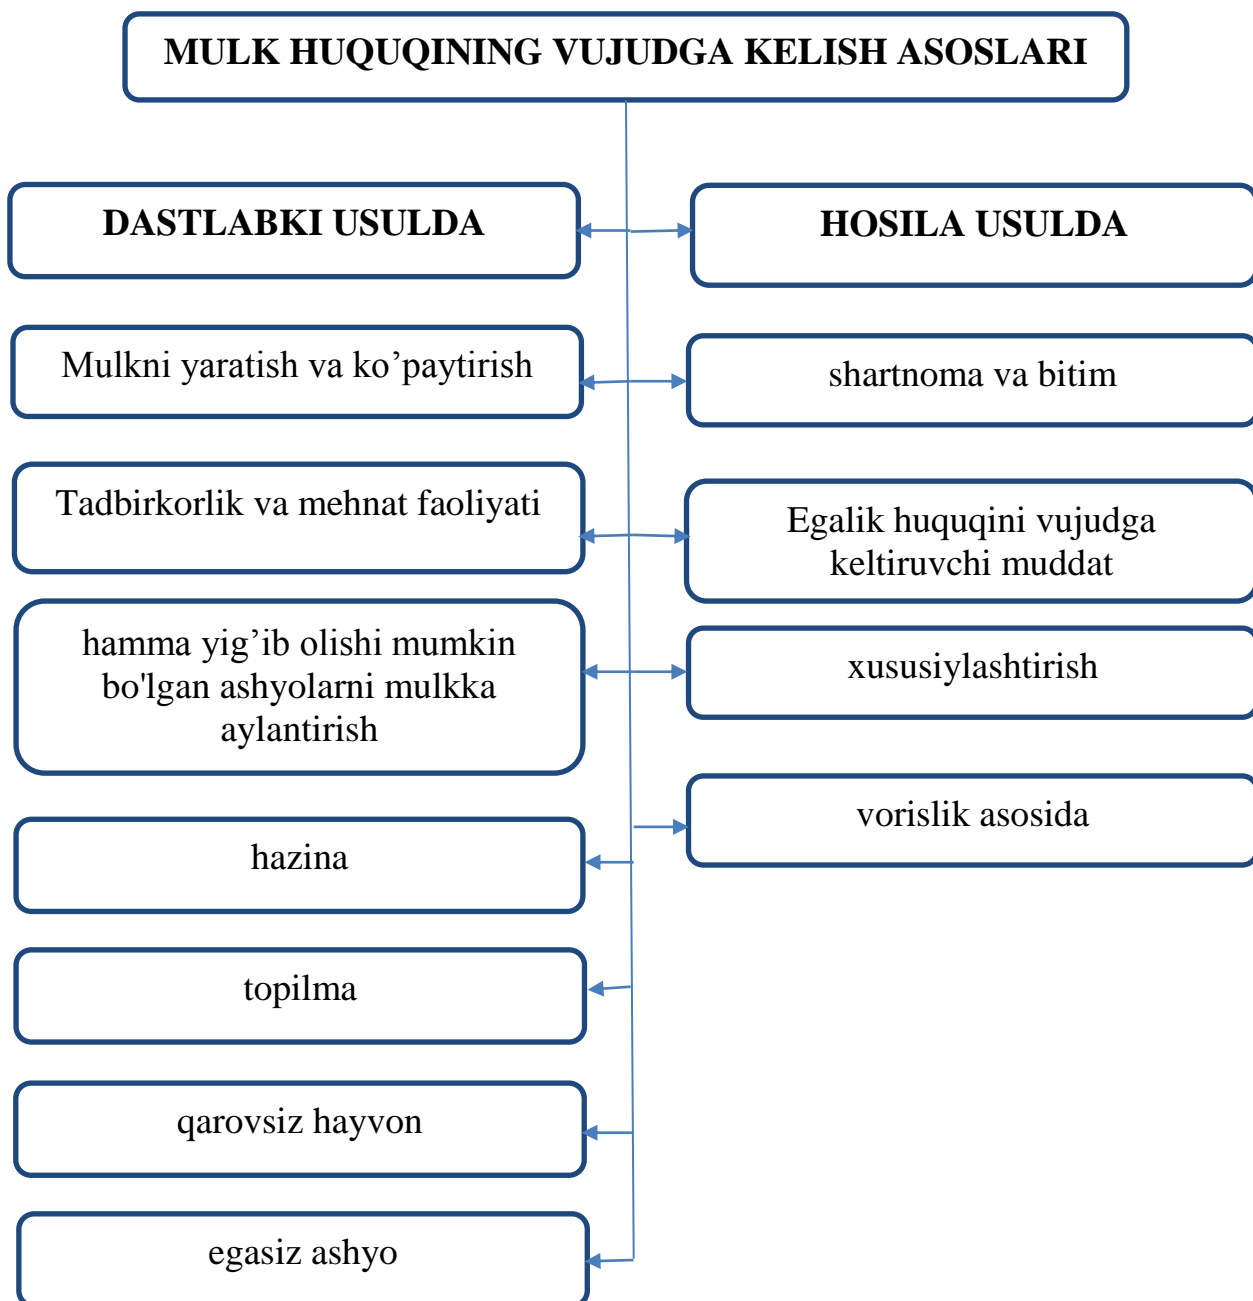 MULK HUQUQINING VUJUDGA KELISH ASOSLARI
DASTLABKI USULDA
HOSILA USULDA
Mulkni yaratish va ko’paytirish
shartnoma va bitim
Tadbirkorlik va mehnat faoliyati
Egalik huquqini vujudga
keltiruvchi muddat
hamma yig’ib olishi mumkin
bo'lgan ashyolarni mulkka
aylantirish
xususiylashtirish
hazina
vorislik asosida
topilma
qarovsiz hayvon
egasiz ashyo